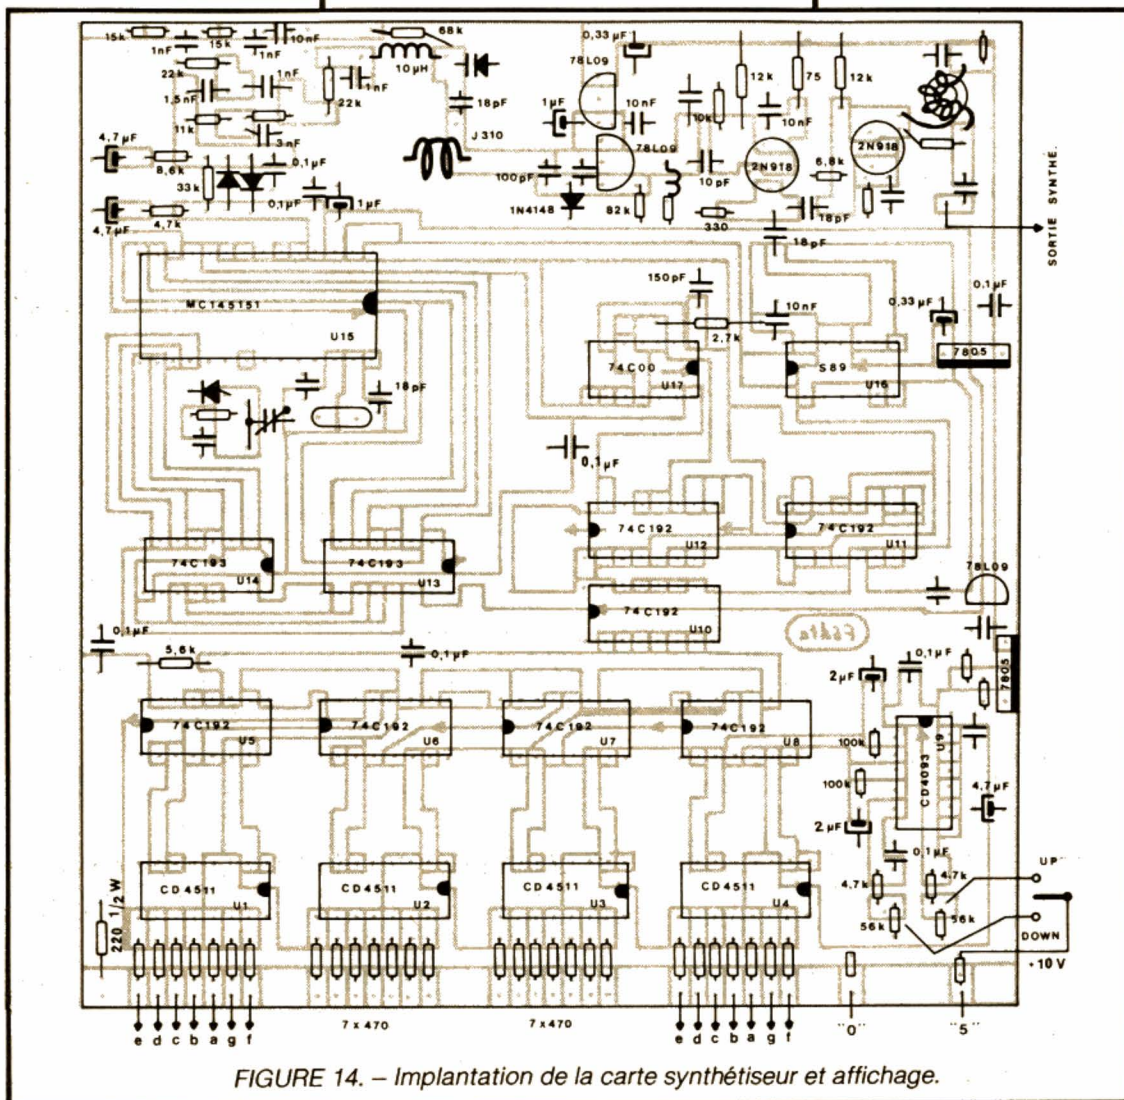 15k
1nF
15k
1nF
10nF
68k
0,33µF
78L09
22k
1nF
1nF
10µH
12k
75
12k
1,5nF
22k
18pF
1µF
10nF
10k
10nF
11k
3nF
J310
78L09
2N918
2N918
4,7µF
8,6k
0,1µF
33k
100pF
10pF
6,8k
0,1µF
1µF
1N4148
82k
330
18pF
18pF
4,7µF
4,7k
SORTIE SYNTHE.
MC145151
U15
150pF
10nF
0,33µF
0,1µF
2,7k
7805
74C00
U17
S89
U16
18pF
0,1µF
74C192
U12
74C192
U11
74C193
U14
74C193
U13
78L09
74C192
U10
F6dta
0,1µF
5,6k
0,1µF
2µF
0,1µF
7805
74C192
U5
74C192
U6
74C192
U7
74C192
U8
100k
U9
CD4093
100k
4,7µF
2µF
0,1µF
UP
CD4511
U1
CD4511
U2
CD4511
U3
CD4511
U4
4,7k
4,7k
220 1/2W
56k
56k
DOWN
+10V
e d c b a g f
7 x 470
7 x 470
e d c b a g f
"0"
"5"
FIGURE 14. – Implantation de la carte synthétiseur et affichage.